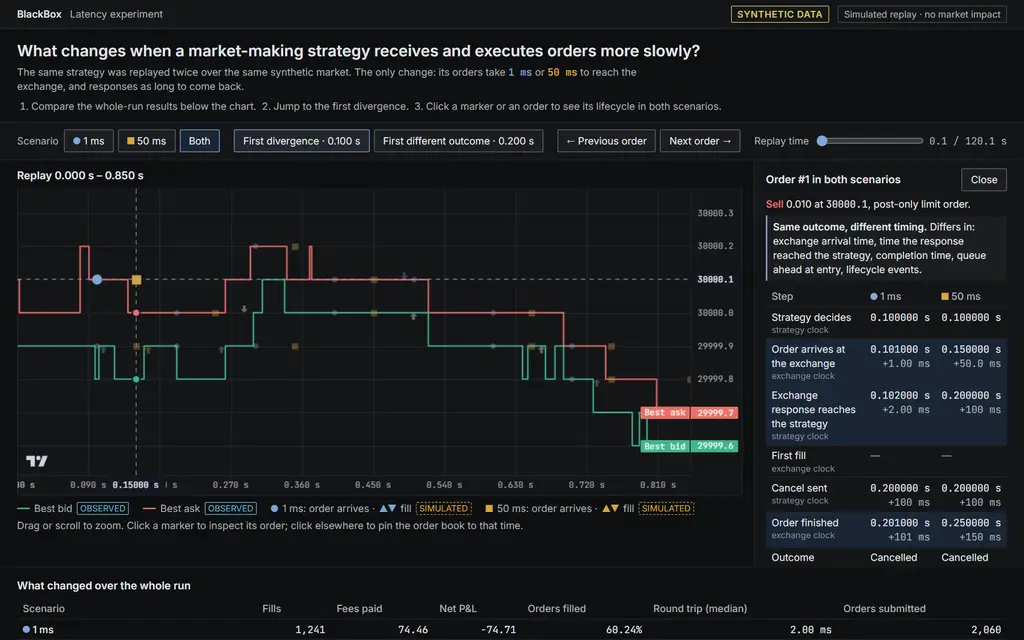 BlackBox Latency experiment SYNTHETIC DATA Simulated replay · no market impact
What changes when a market-making strategy receives and executes orders more slowly?
The same strategy was replayed twice over the same synthetic market. The only change: its orders take 1 ms or 50 ms to reach the
exchange, and responses as long to come back.
1. Compare the whole-run results below the chart. 2. Jump to the first divergence. 3. Click a marker or an order to see its lifecycle in both scenarios.
Scenario 1 ms 50 ms Both First divergence · 0.100 s First different outcome · 0.200 s ← Previous order Next order → Replay time 0.1 / 120.1 s
Replay 0.000 s – 0.850 s
30000.3
30000.2
30000.1
30000.0
29999.9
29999.8
Best ask 29999.7
Best bid 29999.6
0 s 0.090 s 0.15000 s s 0.270 s 0.360 s 0.450 s 0.540 s 0.630 s 0.720 s 0.810 s
Best bid OBSERVED Best ask OBSERVED 1 ms: order arrives · ▲▼ fill SIMULATED 50 ms: order arrives · ▲▼ fill SIMULATED
Drag or scroll to zoom. Click a marker to inspect its order; click elsewhere to pin the order book to that time.
Order #1 in both scenarios Close
Sell 0.010 at 30000.1, post-only limit order.
Same outcome, different timing. Differs in:
exchange arrival time, time the response
reached the strategy, completion time, queue
ahead at entry, lifecycle events.
Step 1 ms 50 ms
Strategy decides 0.100000 s 0.100000 s
strategy clock
Order arrives at 0.101000 s 0.150000 s
the exchange +1.00 ms +50.0 ms
exchange clock
Exchange 0.102000 s 0.200000 s
response reaches +2.00 ms +100 ms
the strategy
strategy clock
First fill — —
exchange clock
Cancel sent 0.200000 s 0.200000 s
strategy clock +100 ms +100 ms
Order finished 0.201000 s 0.250000 s
exchange clock +101 ms +150 ms
Outcome Cancelled Cancelled
What changed over the whole run
Scenario Fills Fees paid Net P&L Orders filled Round trip (median) Orders submitted
1 ms 1,241 74.46 -74.71 60.24% 2.00 ms 2,060